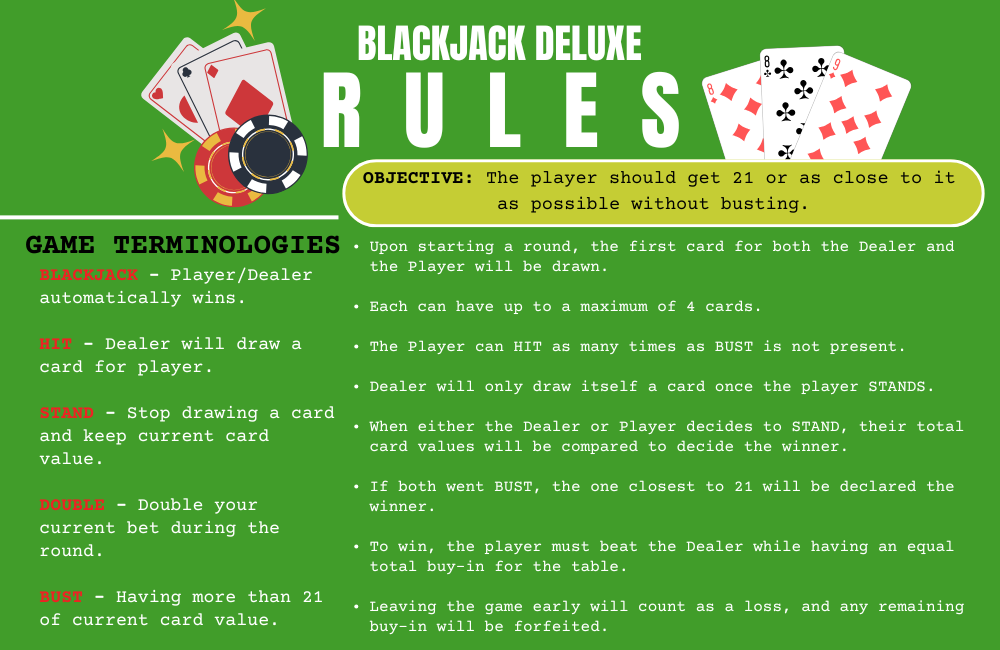 BLACKJACK DELUXE
RULES
8
8
9
OBJECTIVE: The player should get 21 or as close to it
as possible without busting.
GAME TERMINOLOGIES
BLACKJACK – Player/Dealer
automatically wins.
HIT – Dealer will draw a
card for player.
STAND – Stop drawing a card
and keep current card
value.
DOUBLE – Double your
current bet during the
round.
BUST – Having more than 21
of current card value.
• Upon starting a round, the first card for both the Dealer and
the Player will be drawn.
• Each can have up to a maximum of 4 cards.
• The Player can HIT as many times as BUST is not present.
• Dealer will only draw itself a card once the player STANDS.
• When either the Dealer or Player decides to STAND, their total
card values will be compared to decide the winner.
• If both went BUST, the one closest to 21 will be declared the
winner.
• To win, the player must beat the Dealer while having an equal
total buy-in for the table.
• Leaving the game early will count as a loss, and any remaining
buy-in will be forfeited.